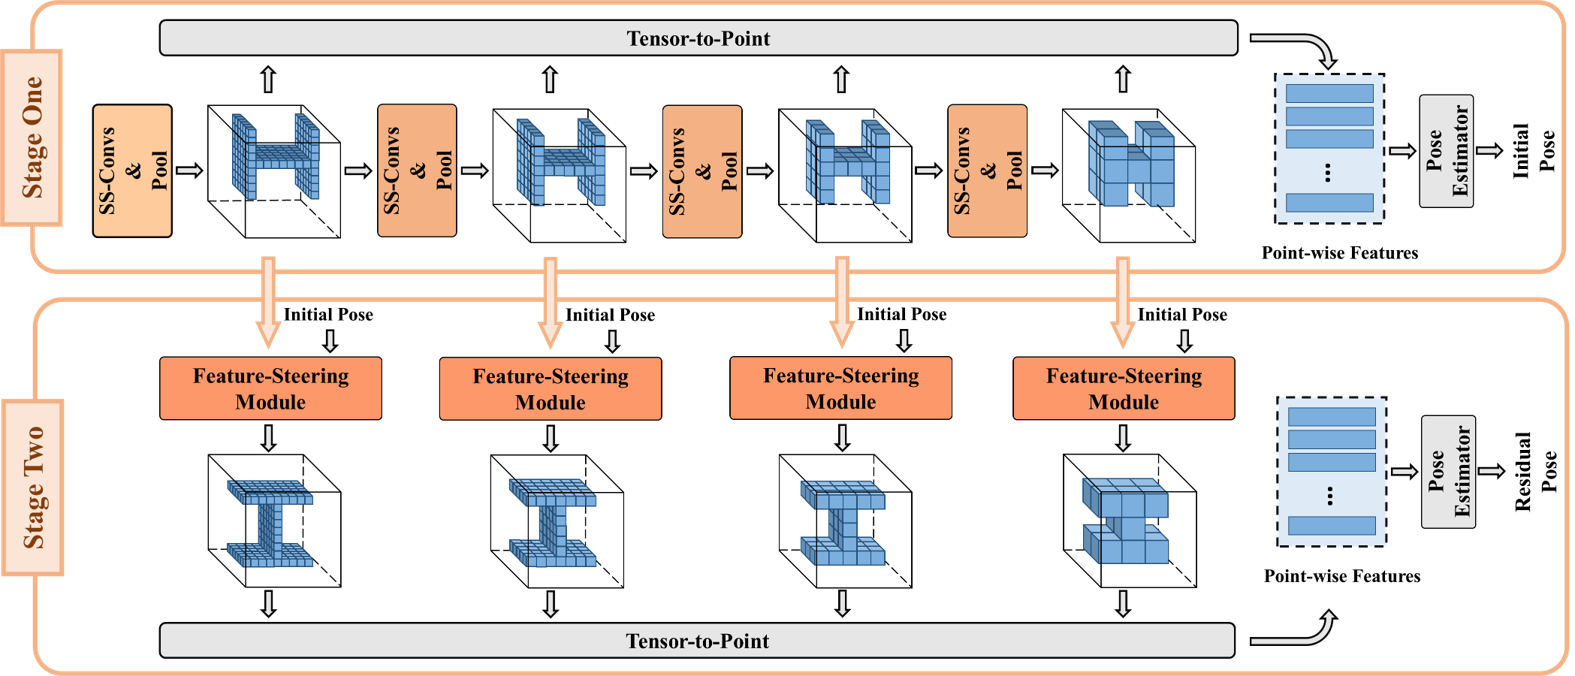 Stage One
Tensor-to-Point
SS-Convs
&
Pool
SS-Convs
&
Pool
SS-Convs
&
Pool
SS-Convs
&
Pool
...
Point-wise Features
Pose
Estimator
Initial
Pose
Stage Two
Initial Pose
Initial Pose
Initial Pose
Initial Pose
Feature-Steering
Module
Feature-Steering
Module
Feature-Steering
Module
Feature-Steering
Module
...
Point-wise Features
Pose
Estimator
Residual
Pose
Tensor-to-Point